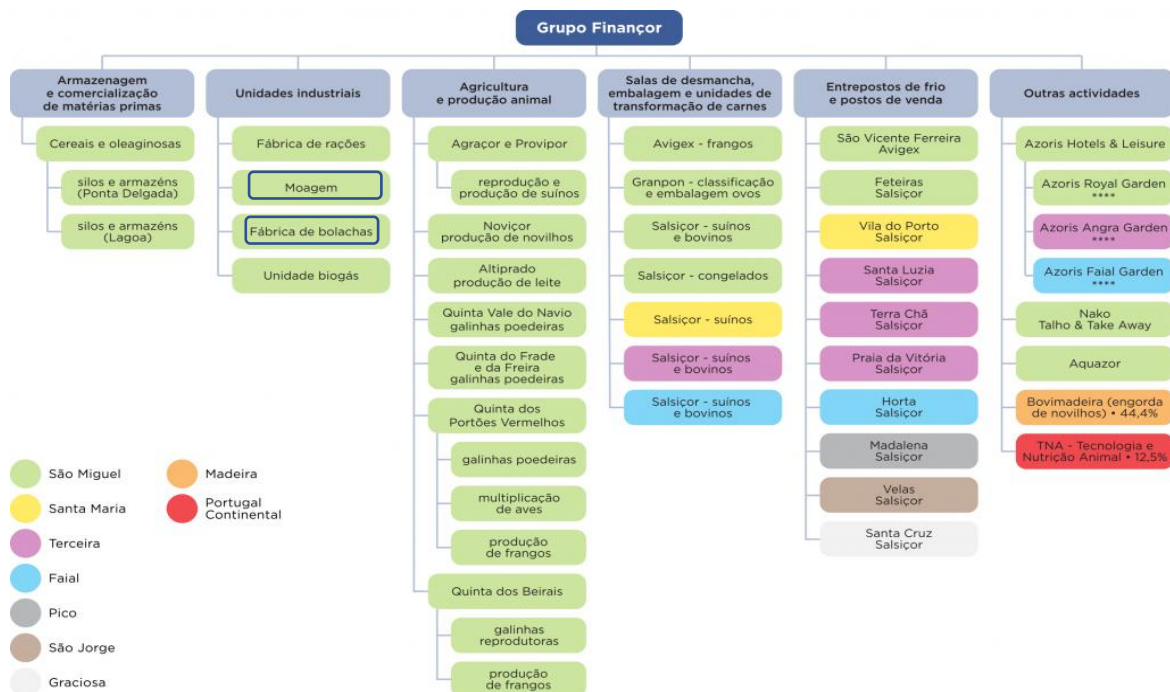 Grupo Finançor
Armazenagem
e comercialização
de matérias primas
Cereais e oleaginosas
silos e armazéns
(Ponta Delgada)
silos e armazéns
(Lagoa)
Unidades industriais
Fábrica de rações
Moagem
Fábrica de bolachas
Unidade biogás
Agricultura
e produção animal
Agraçor e Provipor
reprodução e
produção de suínos
Noviçor
produção de novilhos
Altiprado
produção de leite
Quinta Vale do Navio
galinhas poedeiras
Quinta do Frade
e da Freira
galinhas poedeiras
Quinta dos
Portões Vermelhos
galinhas poedeiras
multiplicação
de aves
produção
de frangos
Quinta dos Beirais
galinhas
reprodutoras
produção
de frangos
Salas de desmancha,
embalagem e unidades de
transformação de carnes
Avigex - frangos
Granpon - classificação
e embalagem ovos
Salsiçor - suínos
e bovinos
Salsiçor - congelados
Salsiçor - suínos
Salsiçor - suínos
e bovinos
Salsiçor - suínos
e bovinos
Entrepostos de frio
e postos de venda
São Vicente Ferreira
Avigex
Feteiras
Salsiçor
Vila do Porto
Salsiçor
Santa Luzia
Salsiçor
Terra Chã
Salsiçor
Praia da Vitória
Salsiçor
Horta
Salsiçor
Madalena
Salsiçor
Velas
Salsiçor
Santa Cruz
Salsiçor
Outras actividades
Azoris Hotels & Leisure
Azoris Royal Garden
****
Azoris Angra Garden
****
Azoris Faial Garden
****
Nako
Talho & Take Away
Aquazor
Bovimadeira (engorda
de novilhos) • 44,4%
TNA - Tecnologia e
Nutrição Animal • 12,5%
São Miguel
Santa Maria
Terceira
Faial
Pico
São Jorge
Graciosa
Madeira
Portugal
Continental